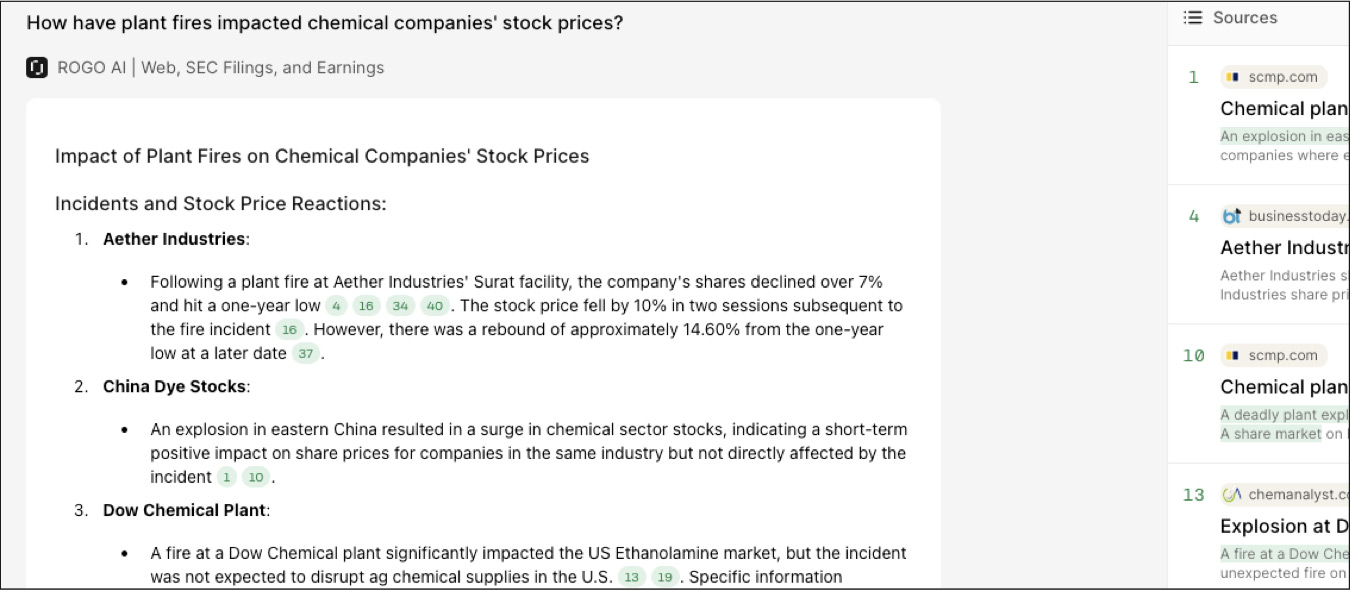 How have plant fires impacted chemical companies' stock prices?
ROGO AI | Web, SEC Filings, and Earnings
Impact of Plant Fires on Chemical Companies' Stock Prices
Incidents and Stock Price Reactions:
1. Aether Industries:
• Following a plant fire at Aether Industries' Surat facility, the company's shares declined over 7%
and hit a one-year low 4 16 34 40 . The stock price fell by 10% in two sessions subsequent to
the fire incident 16 . However, there was a rebound of approximately 14.60% from the one-year
low at a later date 37 .
2. China Dye Stocks:
• An explosion in eastern China resulted in a surge in chemical sector stocks, indicating a short-term
positive impact on share prices for companies in the same industry but not directly affected by the
incident 1 10 .
3. Dow Chemical Plant:
• A fire at a Dow Chemical plant significantly impacted the US Ethanolamine market, but the incident
was not expected to disrupt ag chemical supplies in the U.S. 13 19 . Specific information
Sources
1 scmp.com
Chemical plan
An explosion in eas
companies where e
4 businesstoday.
Aether Industr
Aether Industries s
Industries share pri
10 scmp.com
Chemical plan
A deadly plant expl
A share market on
13 chemanalyst.co
Explosion at D
A fire at a Dow Che
unexpected fire on